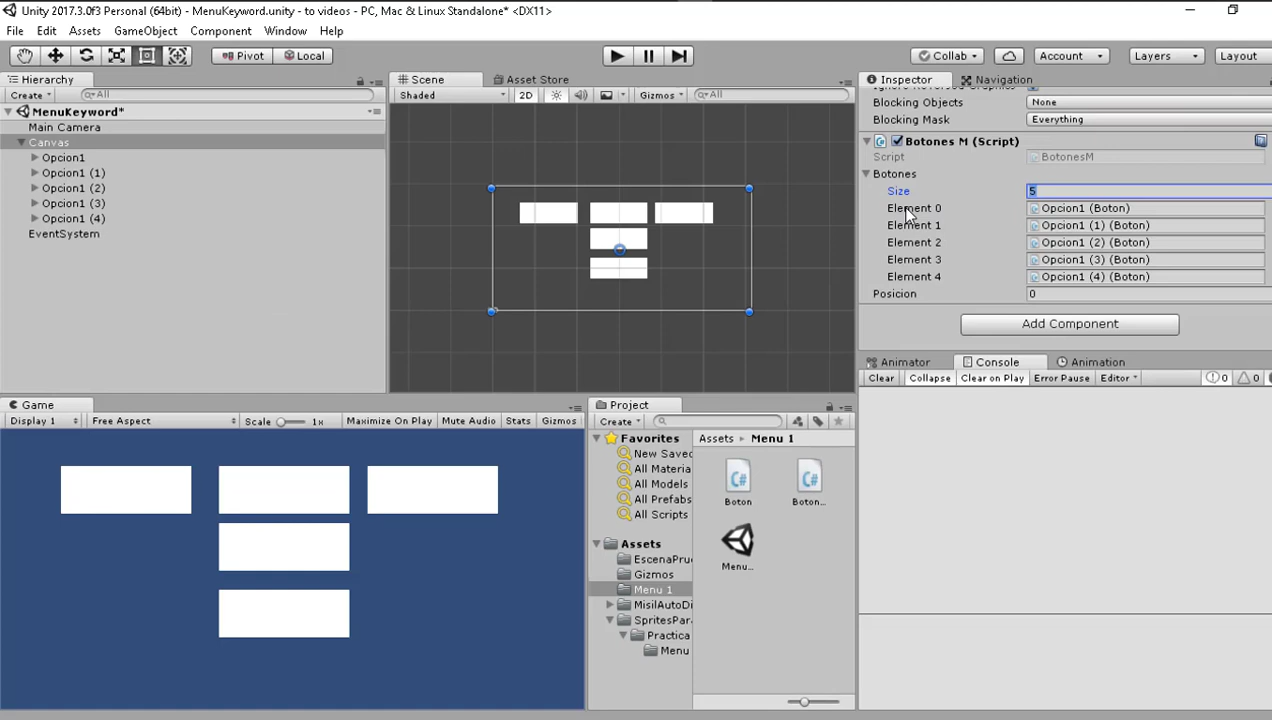 Unity 2017.3.0f3 Personal (64bit) - MenuKeyword.unity - to videos - PC, Mac & Linux Standalone* <DX11>
File Edit Assets GameObject Component Window Help
Pivot Local Collab Account Layers Layout
Hierarchy
Create All
MenuKeyword*
Main Camera
Canvas
Opcion1
Opcion1 (1)
Opcion1 (2)
Opcion1 (3)
Opcion1 (4)
EventSystem
Scene Asset Store
Shaded 2D Gizmos All
Inspector Navigation
Blocking Objects None
Blocking Mask Everything
Botones M (Script)
Script BotonesM
Botones
Size 5
Element 0 Opcion1 (Boton)
Element 1 Opcion1 (1) (Boton)
Element 2 Opcion1 (2) (Boton)
Element 3 Opcion1 (3) (Boton)
Element 4 Opcion1 (4) (Boton)
Posicion 0
Add Component
Animator Console Animation
Clear Collapse Clear on Play Error Pause Editor 0 0
Game
Display 1 Free Aspect Scale 1x Maximize On Play Mute Audio Stats Gizmos
Project
Create
Favorites
New Saved
All Materia
All Models
All Prefabs
All Scripts
Assets
EscenaPru
Gizmos
Menu 1
MisilAutoDi
SpritesPara
Practica
Menu
Assets Menu 1
Boton
Boton...
Menu...